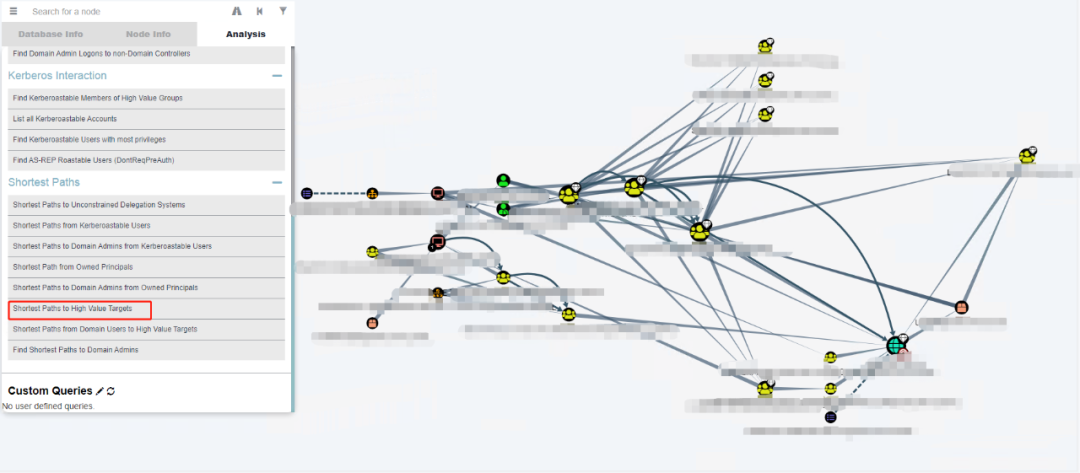 Search for a node
Database Info Node Info Analysis
Find Domain Admin Logons to non-Domain Controllers
Kerberos Interaction
Find Kerberoastable Members of High Value Groups
List all Kerberoastable Accounts
Find Kerberoastable Users with most privileges
Find AS-REP Roastable Users (DontReqPreAuth)
Shortest Paths
Shortest Paths to Unconstrained Delegation Systems
Shortest Paths from Kerberoastable Users
Shortest Paths to Domain Admins from Kerberoastable Users
Shortest Path from Owned Principals
Shortest Paths to Domain Admins from Owned Principals
Shortest Paths to High Value Targets
Shortest Paths from Domain Users to High Value Targets
Find Shortest Paths to Domain Admins
Custom Queries
No user defined queries.